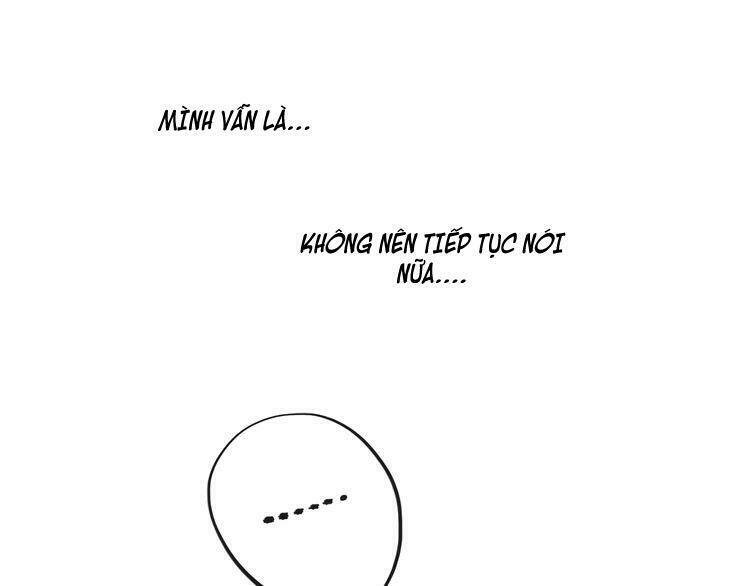 MÌNH VẪN LÀ...
KHÔNG NÊN TIẾP TỤC NÓI
NỮA....
......